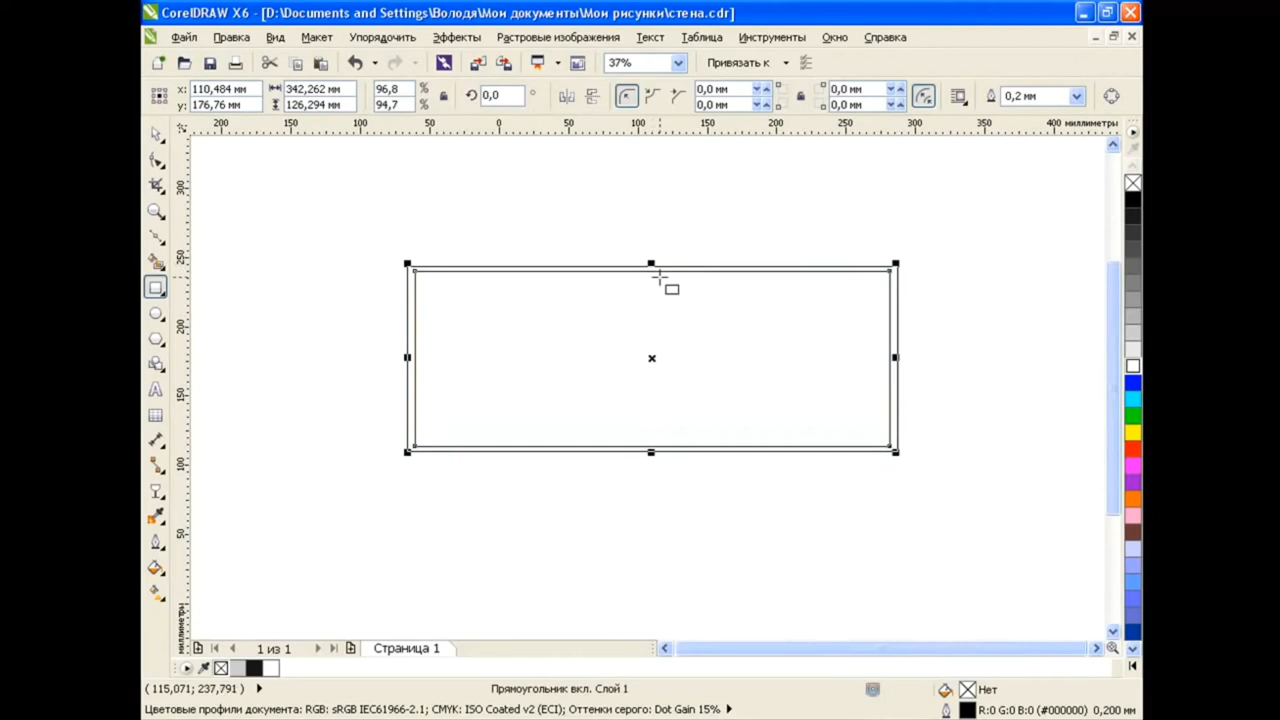 CorelDRAW X6 - [D:\Documents and Settings\Володя\Мои документы\Мои рисунки\стена.cdr]
Файл Правка Вид Макет Упорядочить Эффекты Растровые изображения Текст Таблица Инструменты Окно Справка
37% Привязать к
x: 110,484 мм 342,262 мм 96,8 % 0,0 ° 0,0 мм 0,0 мм 0,2 мм
y: 176,76 мм 126,294 мм 94,7 % 0,0 мм 0,0 мм
200 150 100 50 0 50 100 150 200 250 300 350 400 миллиметры
300
250
200
150
100
50
миллиметры
1 из 1 Страница 1
(115,071; 237,791) Прямоугольник вкл. Слой 1 Нет
Цветовые профили документа: RGB: sRGB IEC61966-2.1; CMYK: ISO Coated v2 (ECI); Оттенки серого: Dot Gain 15% R:0 G:0 B:0 (#000000) 0,200 мм